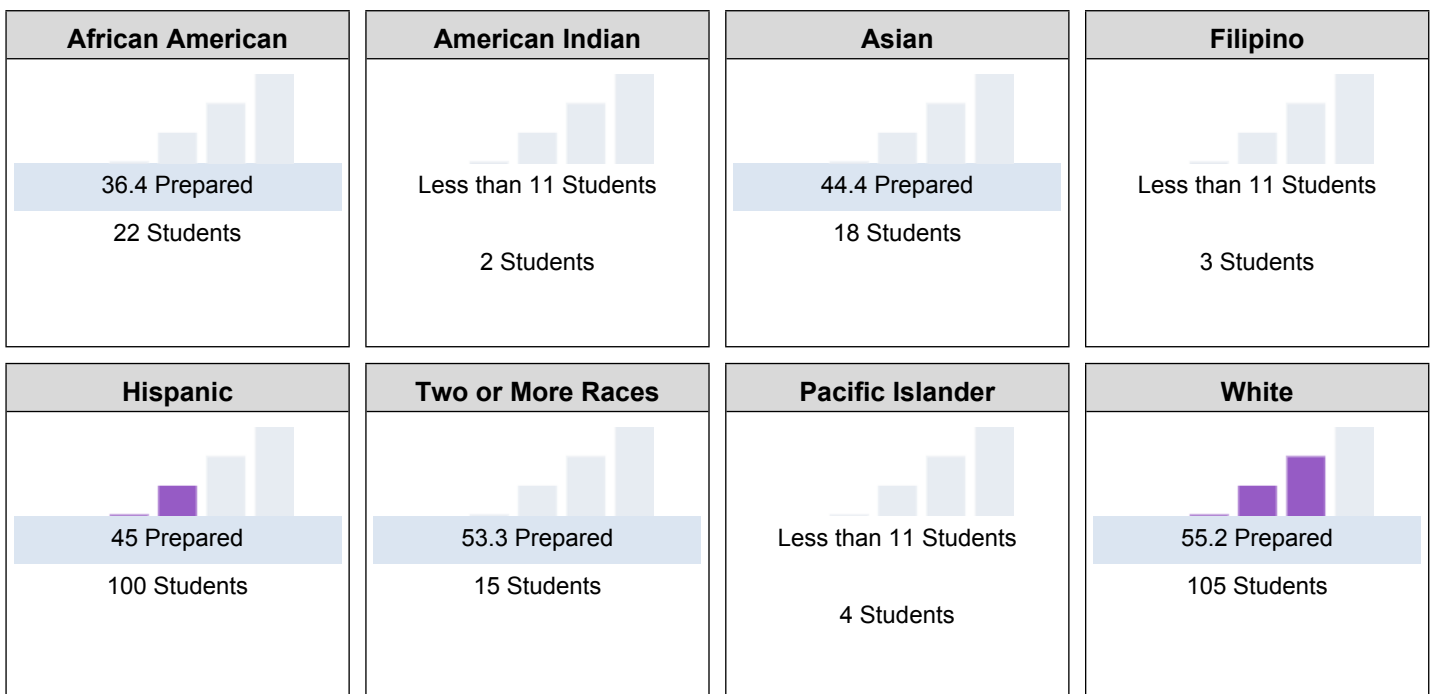 African American
36.4 Prepared
22 Students
American Indian
Less than 11 Students
2 Students
Asian
44.4 Prepared
18 Students
Filipino
Less than 11 Students
3 Students
Hispanic
45 Prepared
100 Students
Two or More Races
53.3 Prepared
15 Students
Pacific Islander
Less than 11 Students
4 Students
White
55.2 Prepared
105 Students